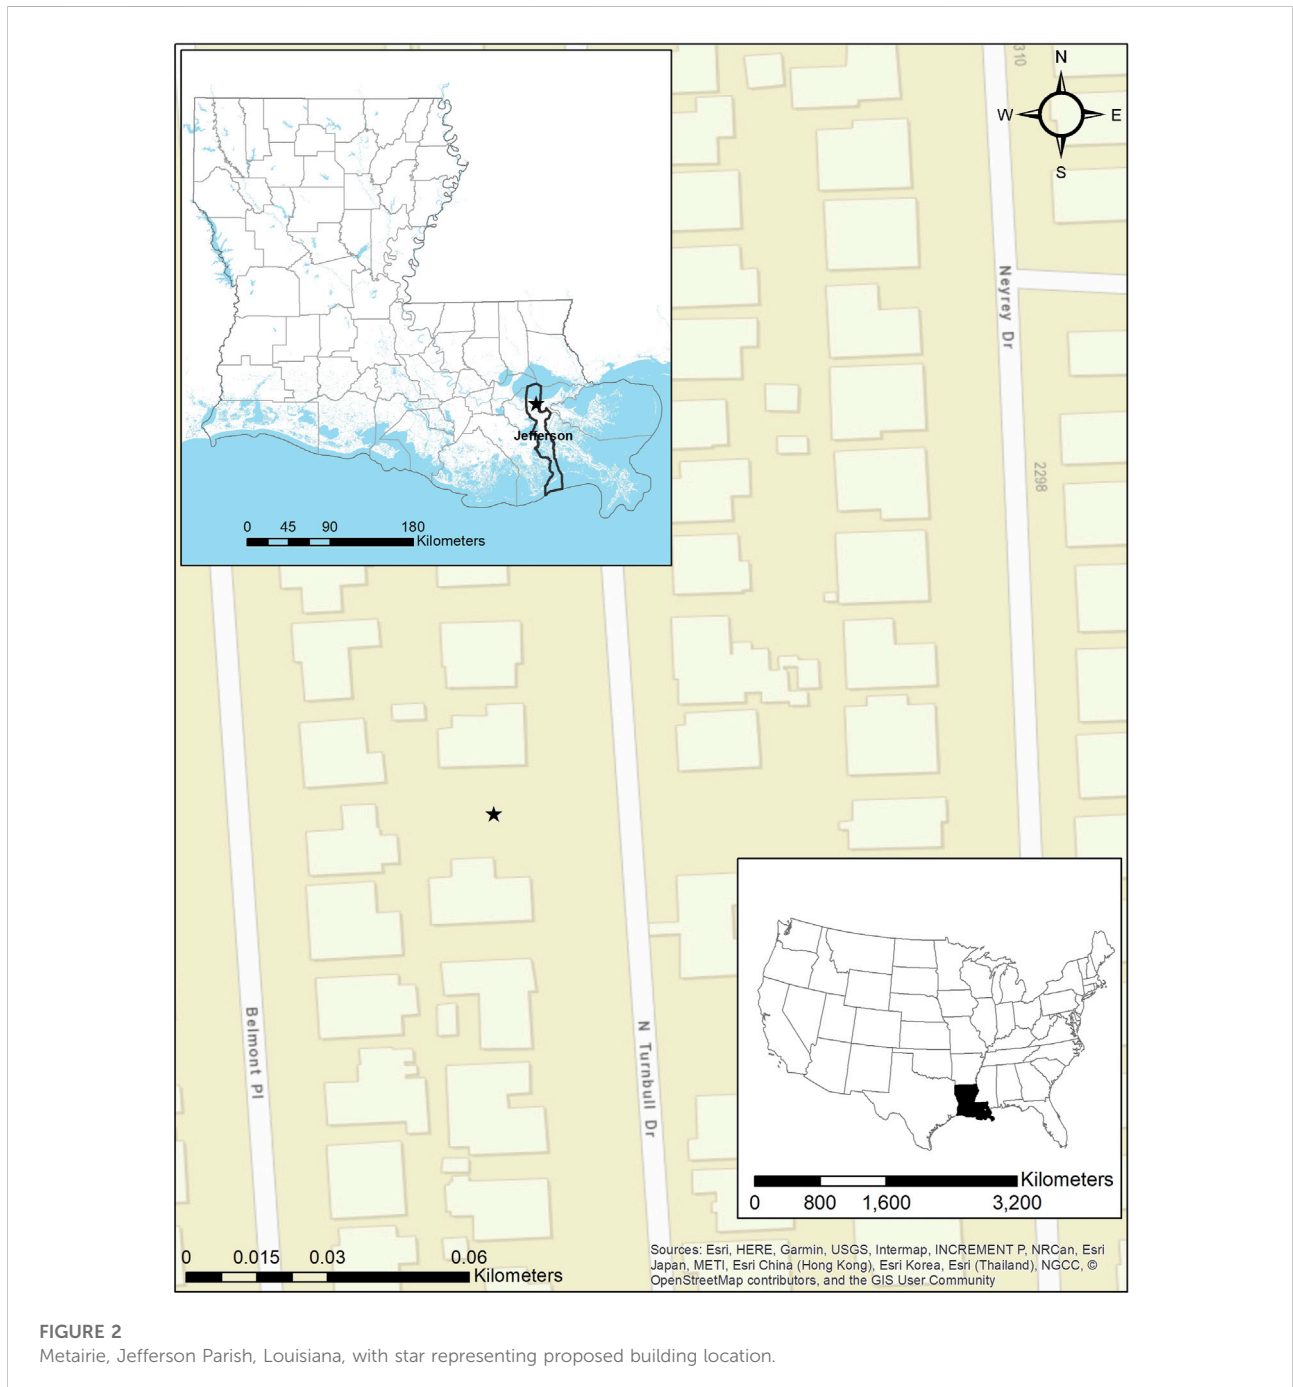 310
N
W E
S
Neyrey Dr
Jefferson
2298
0 45 90 180
Kilometers
Belmont Pl
N Turnbull Dr
Kilometers
0 800 1,600 3,200
0 0.015 0.03 0.06
Kilometers
Sources: Esri, HERE, Garmin, USGS, Intermap, INCREMENT P, NRCan, Esri
Japan, METI, Esri China (Hong Kong), Esri Korea, Esri (Thailand), NGCC, ©
OpenStreetMap contributors, and the GIS User Community
FIGURE 2
Metairie, Jefferson Parish, Louisiana, with star representing proposed building location.